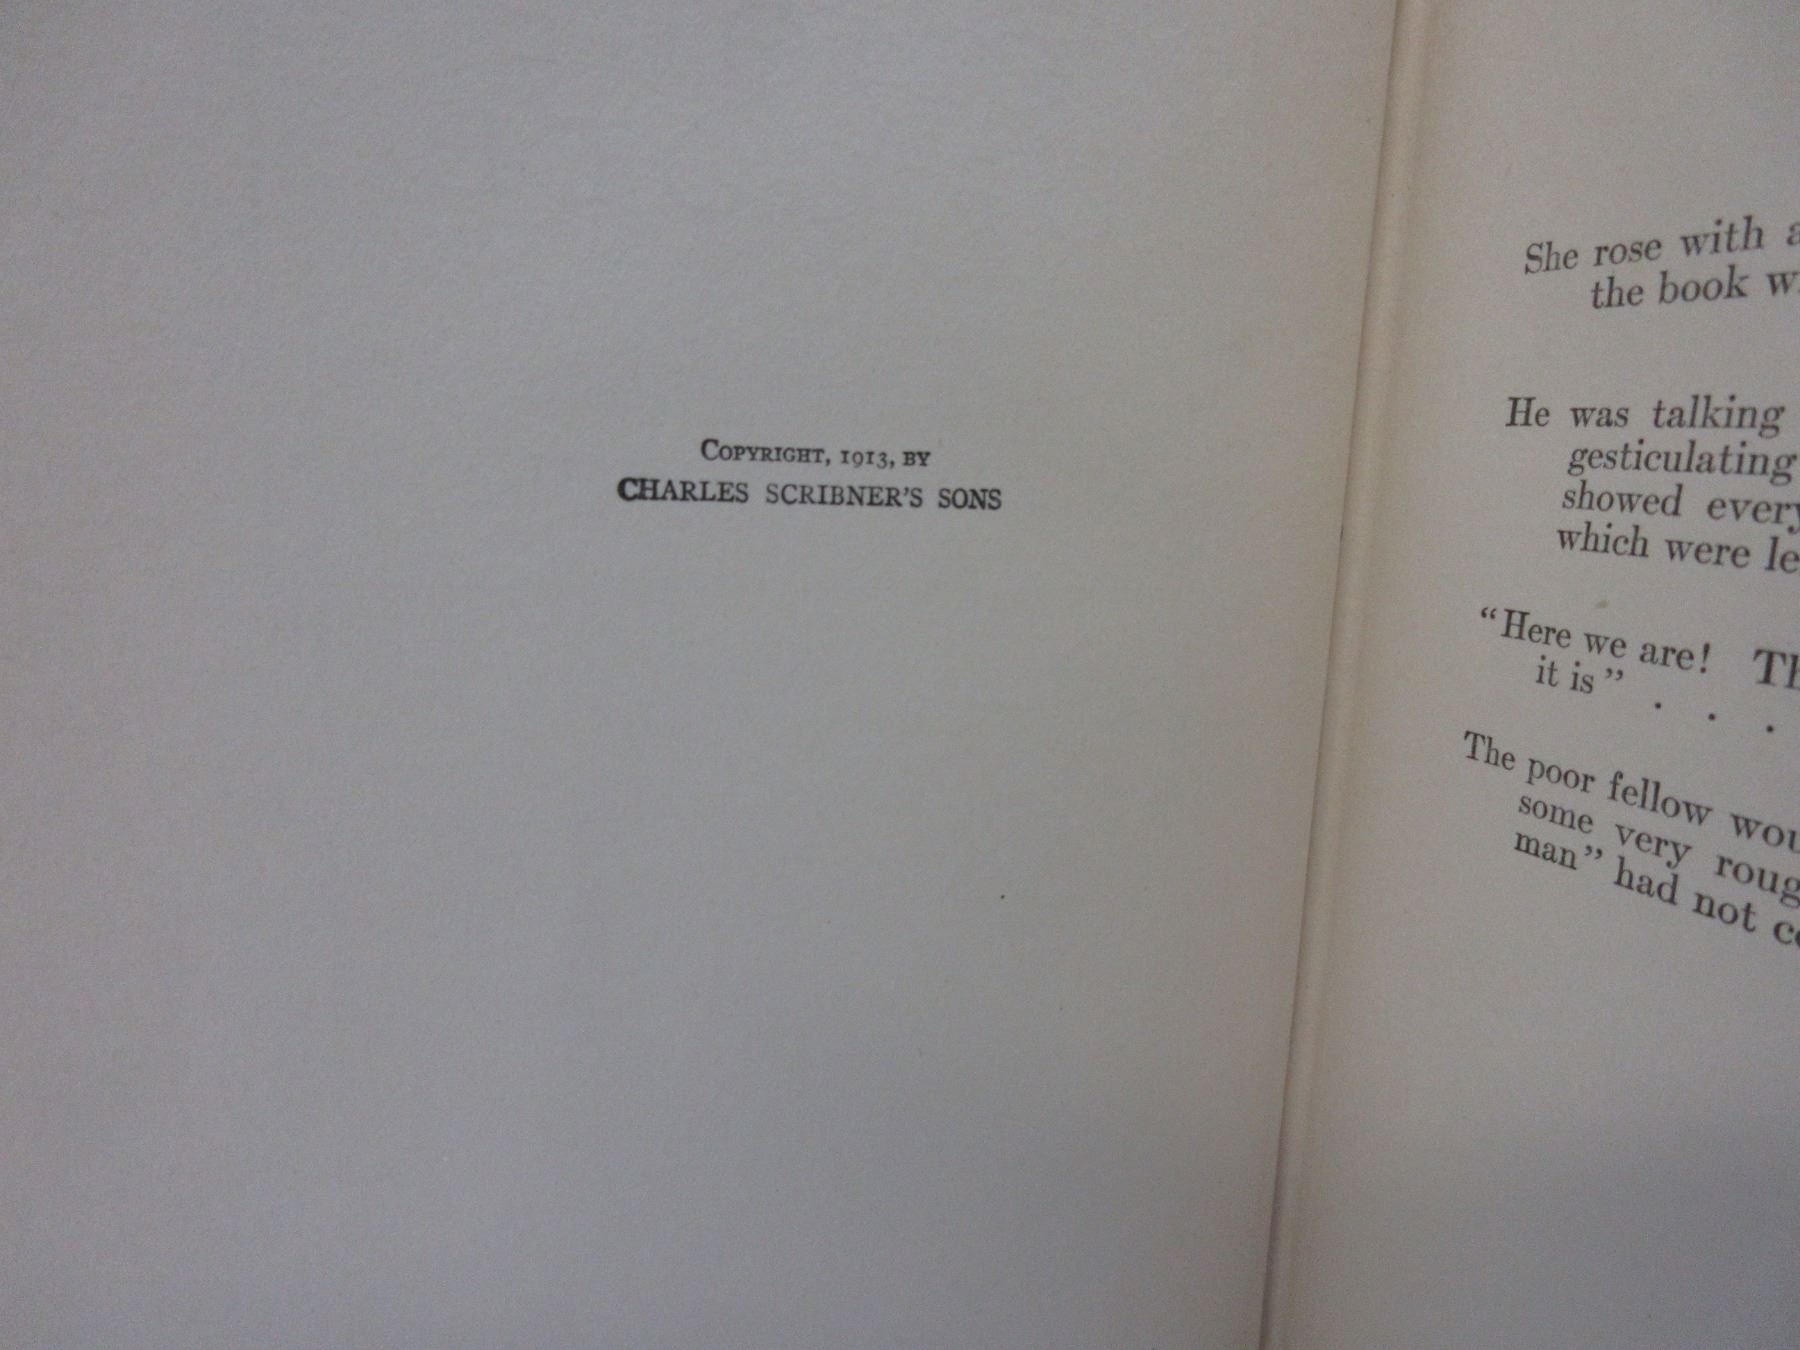 COPYRIGHT, 1913, BY
CHARLES SCRIBNER'S SONS
She rose with a
the book
He was talking
gesticulating
showed every
which were
"Here we are!
it is" . . .
The poor fellow
some very
man" had not